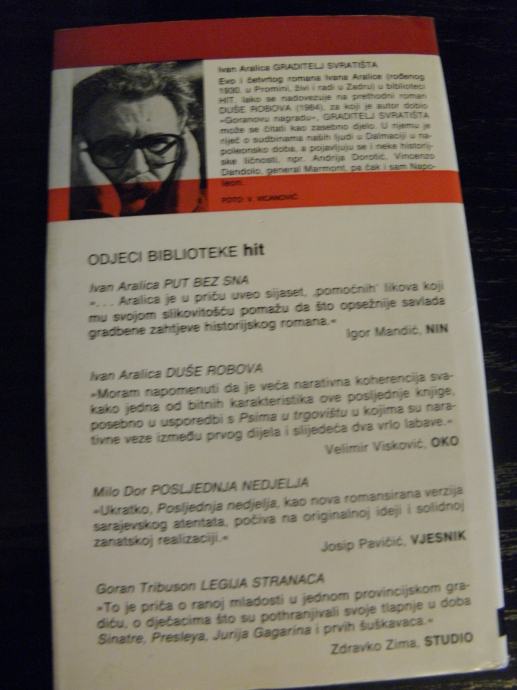 Ivan Aralica GRADITELJ SVRATIŠTA
Evo i četvrtog romana Ivana Aralice (rođenog
1930. u Promini, živi i radi u Zadru) u biblioteci
HIT. Iako se nadovezuje na prethodni roman
DUŠE ROBOVA (1984), za koji je autor dobio
»Goranovu nagradu«, GRADITELJ SVRATIŠTA
može se čitati kao zasebno djelo. U njemu je
riječ o sudbinama naših ljudi u Dalmaciji u na-
poleonsko doba, a pojavljuju se i neke historij-
ske ličnosti, npr. Andrija Dorotić, Vincenzo
Dandolo, general Marmont, pa čak i sam Napo-
leon.
FOTO: V.
ODJECI BIBLIOTEKE hit
Ivan Aralica PUT BEZ SNA
». . . Aralica je u priču uveo sijaset, ‚pomoćnih' likova koji
mu svojom slikovitošću pomažu da što opsežnije savlada
gradbene zahtjeve historijskog romana.«
Igor Mandić, NIN
Ivan Aralica DUŠE ROBOVA
»Moram napomenuti da je veća narativna koherencija sva-
kako jedna od bitnih karakteristika ove posljednje knjige,
posebno u usporedbi s Psima u trgovištu u kojima su nara-
tivne veze između prvog dijela i slijedeća dva vrlo labave.«
Velimir Visković, OKO
Milo Dor POSLJEDNJA NEDJELJA
»Ukratko, Posljednja nedjelja, kao nova romansirana verzija
sarajevskog atentata, počiva na originalnoj ideji i solidnoj
zanatskoj realizaciji.«
Josip Pavičić, VJESNIK
Goran Tribuson LEGIJA STRANACA
»To je priča o ranoj mladosti u jednom provincijskom gra-
diću, o dječacima što su pothranjivali svoje tlapnje u doba
Sinatre, Presleya, Jurija Gagarina i prvih šuškavaca.«
Zdravko Zima, STUDIO